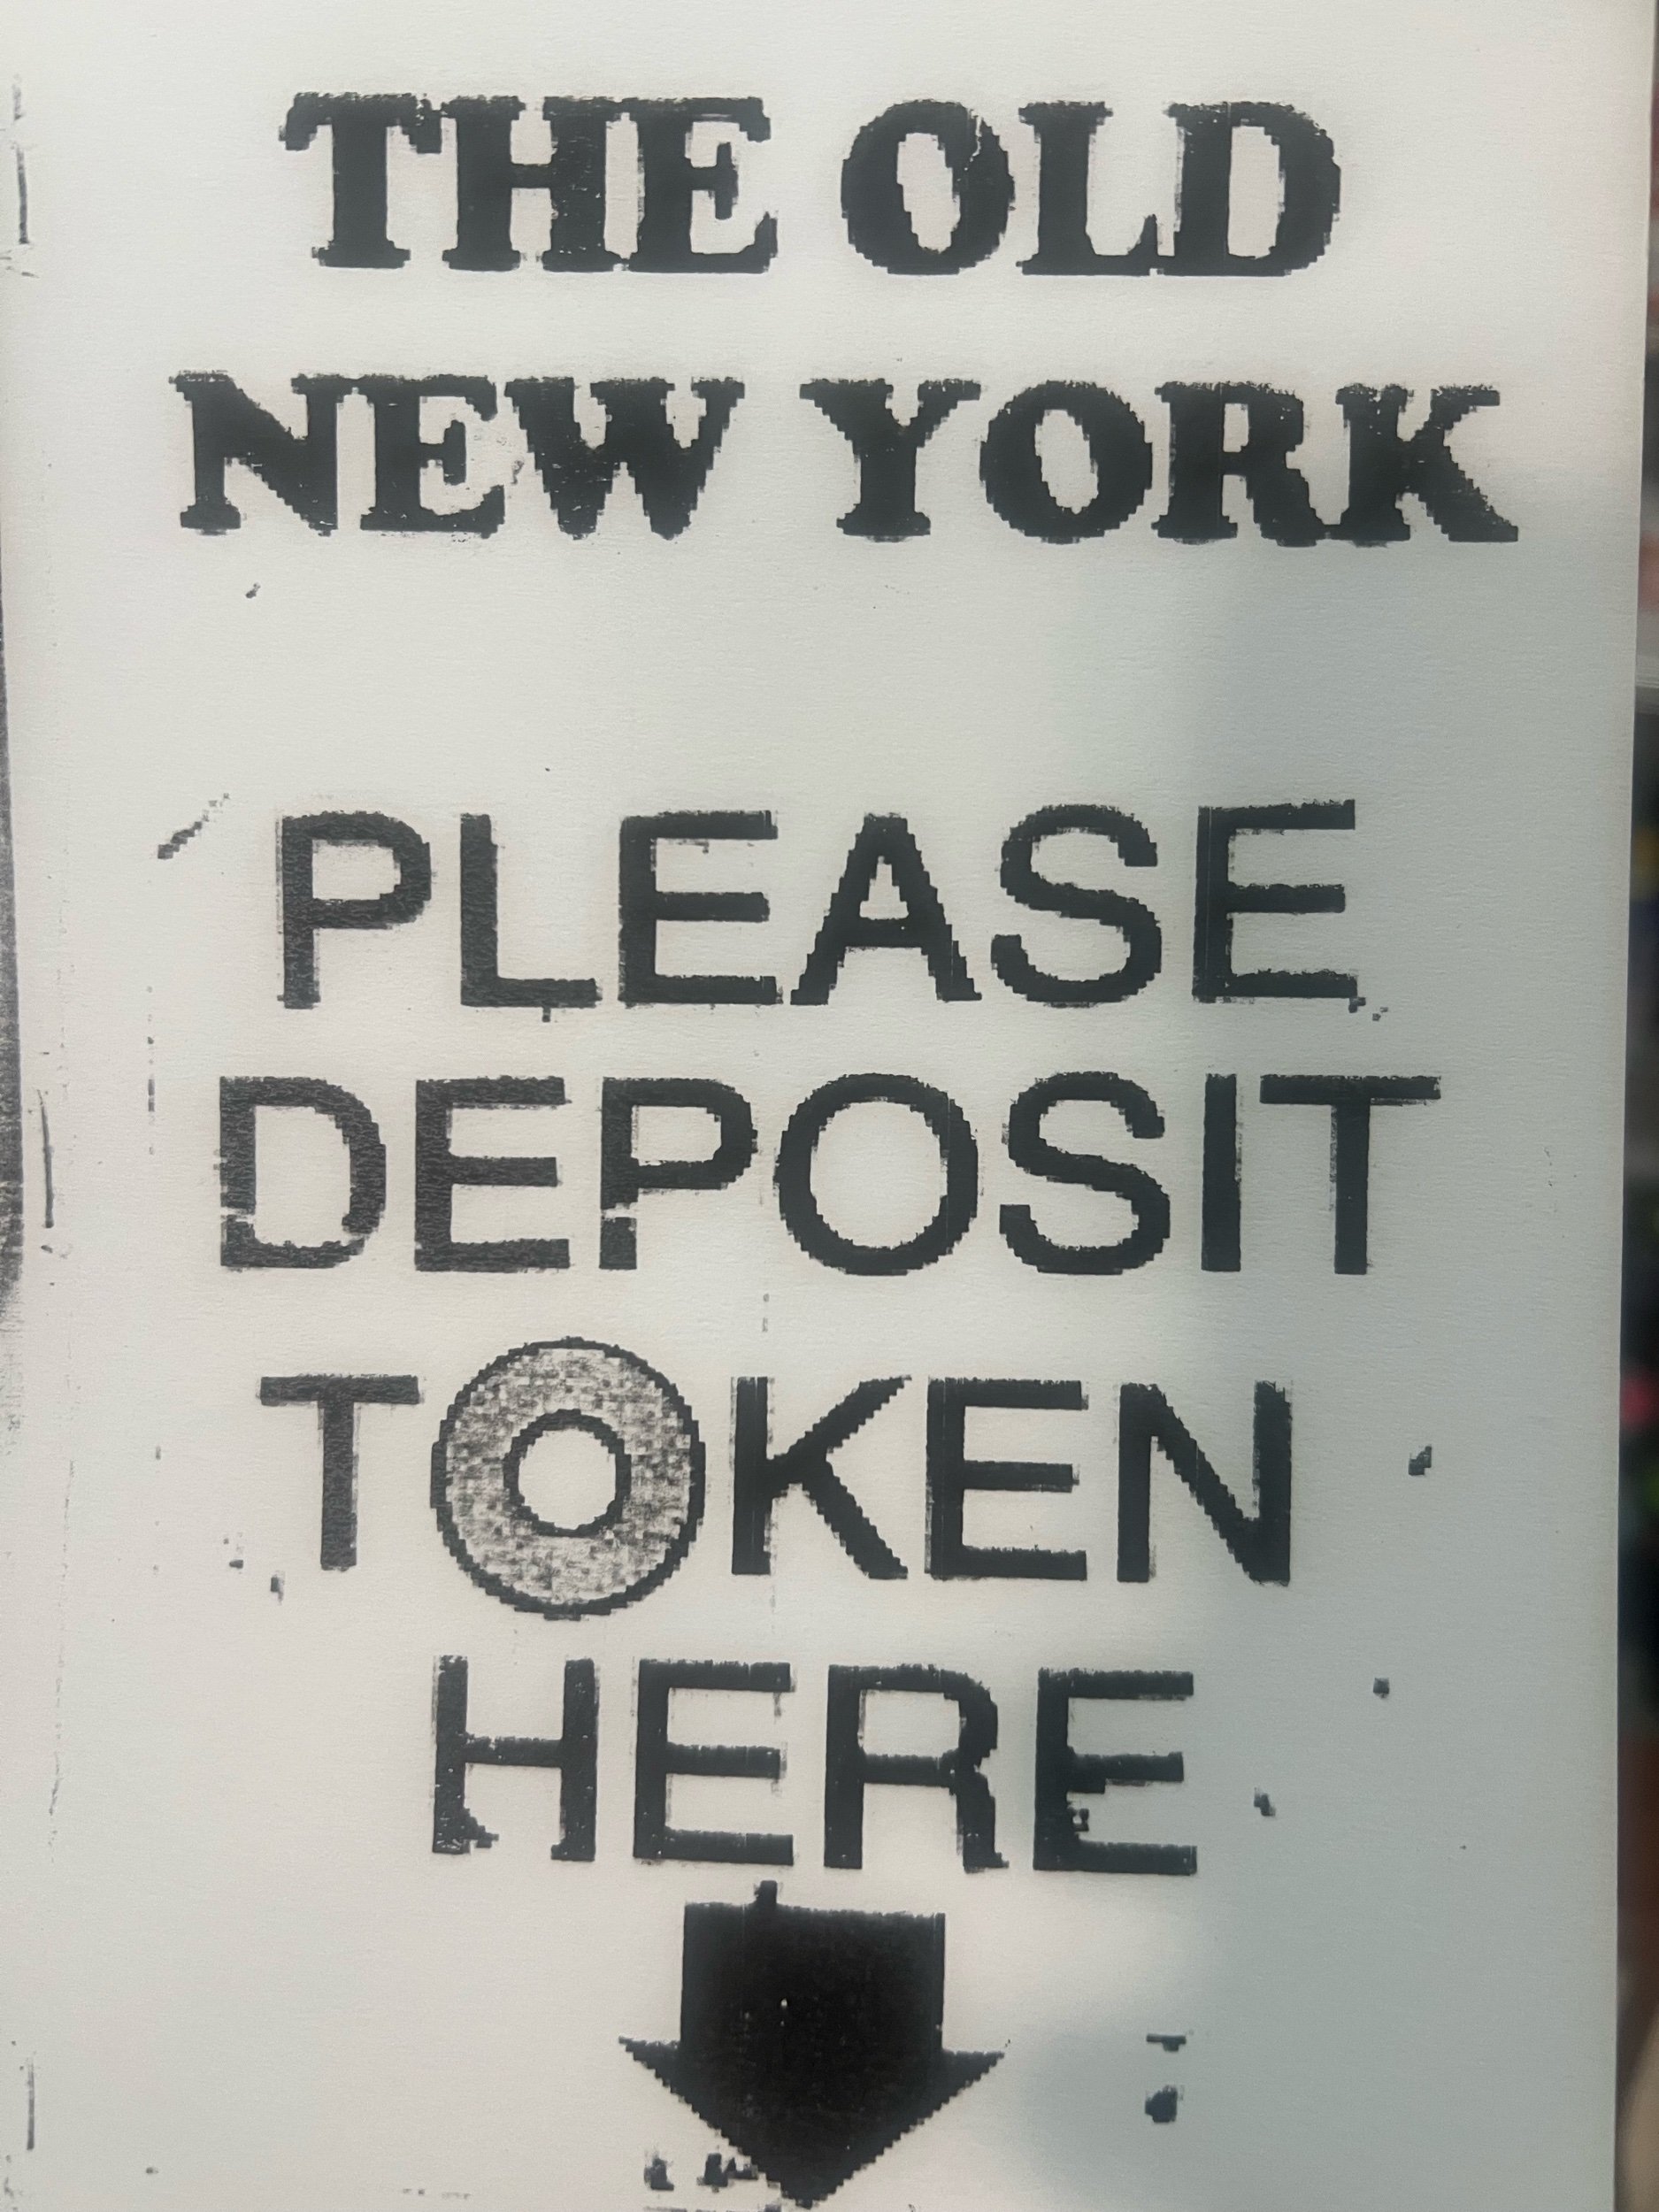 THE OLD
NEW YORK
PLEASE
DEPOSIT
TOKEN
HERE